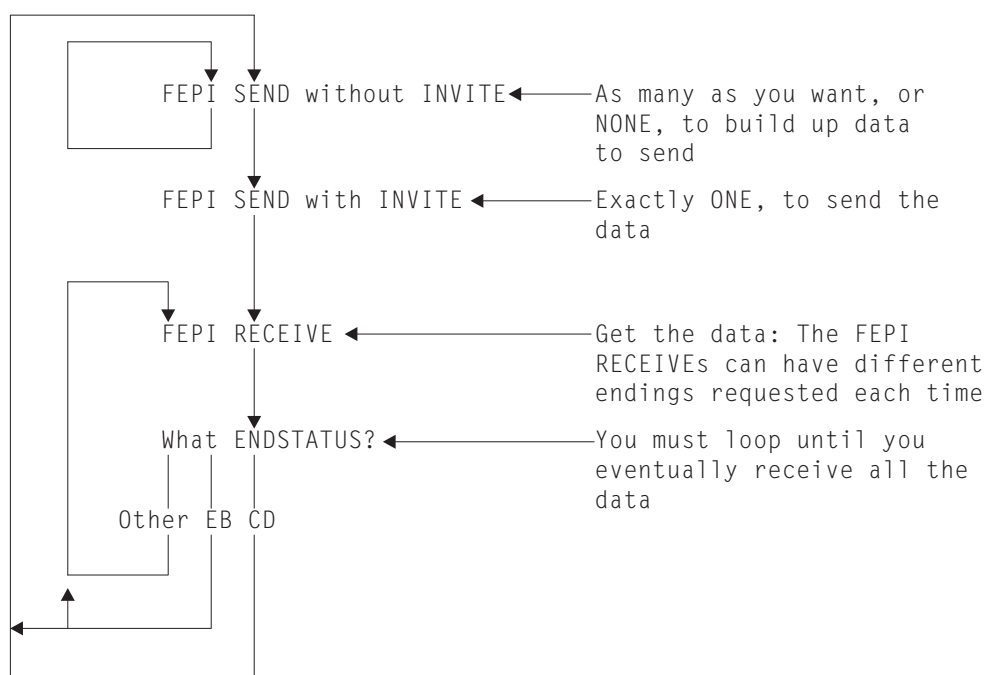 FEPI SEND without INVITE
As many as you want, or
NONE, to build up data
to send
FEPI SEND with INVITE
Exactly ONE, to send the
data
FEPI RECEIVE
Get the data: The FEPI
RECEIVEs can have different
endings requested each time
What ENDSTATUS?
You must loop until you
eventually receive all the
data
Other EB CD